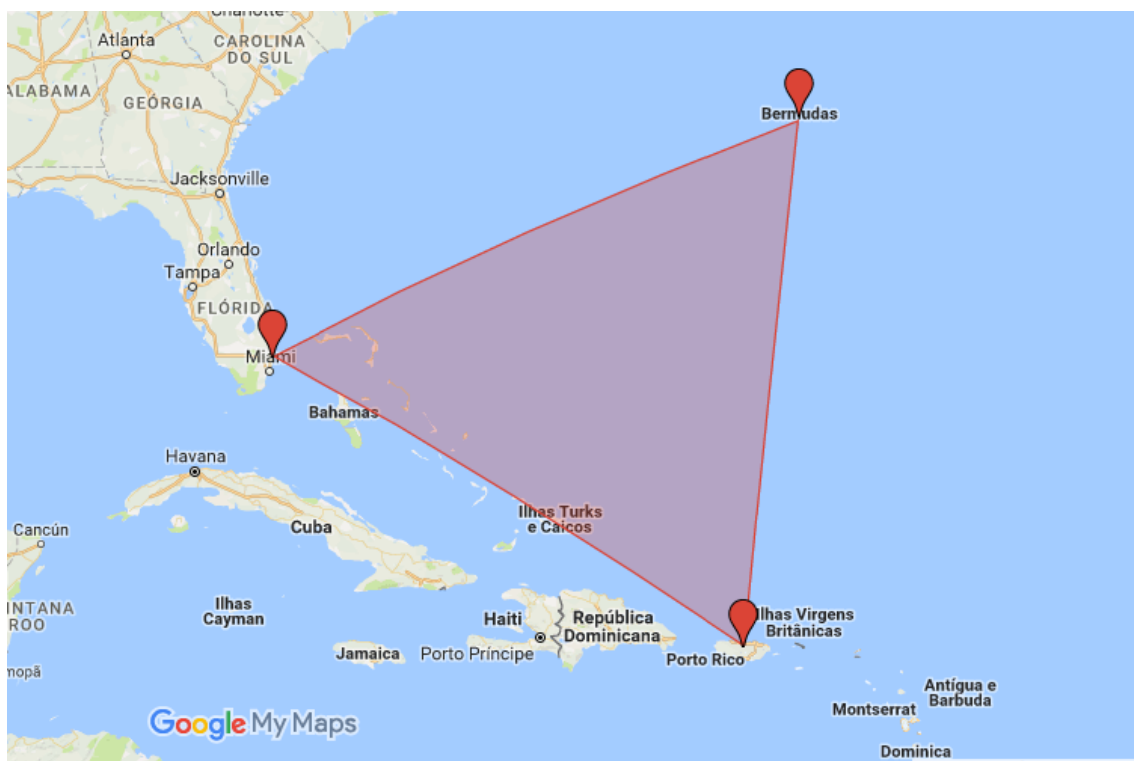 Charlotte
Atlanta
CAROLINA
DO SUL
ALABAMA
GEÓRGIA
Bermudas
Jacksonville
Orlando
Tampa
FLÓRIDA
Miami
Bahamas
Havana
Ilhas Turks
e Caicos
Cuba
Cancún
INTANA
ROO
Ilhas
Cayman
Haiti
República
Dominicana
Ilhas Virgens
Britânicas
Jamaica
Porto Príncipe
Porto Rico
mopã
Antígua e
Barbuda
Montserrat
Google My Maps
Dominica